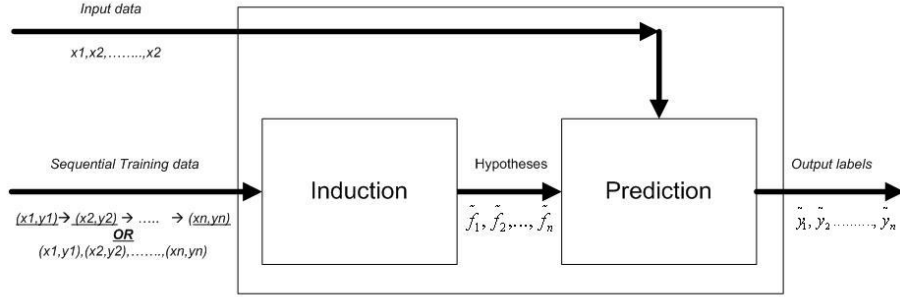 Input data
x1,x2,........,x2
Sequential Training data
Induction
Hypotheses
Prediction
Output labels
(x1,y1)→ (x2,y2) → ..... → (xn,yn)
OR
(x1,y1),(x2,y2),.......,(xn,yn)
f̃₁, f̃₂,..., f̃ₙ
ỹ₁, ỹ₂........., ỹₙ